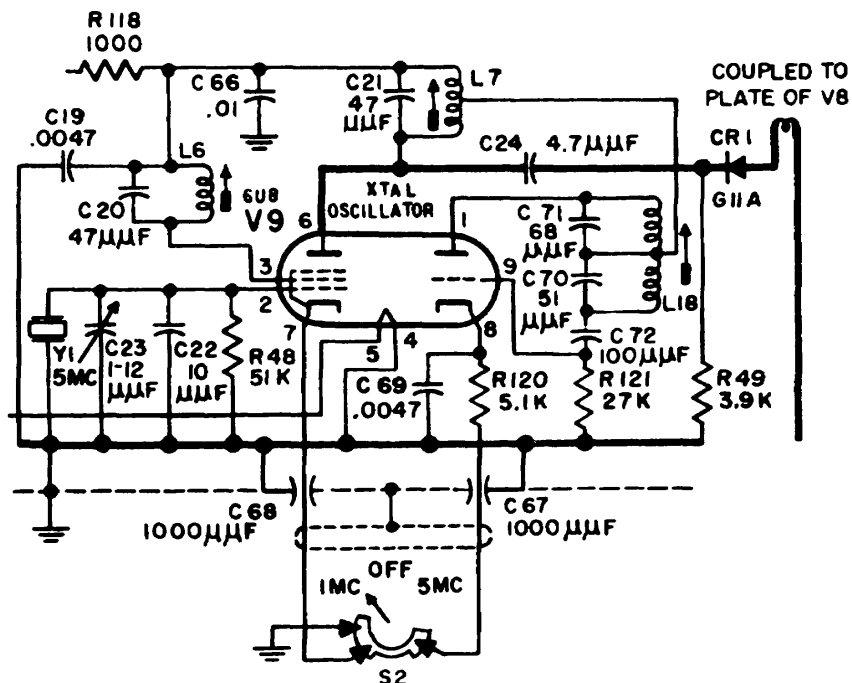 R118
1000
C66
.01
C21
47
μμF
L7
COUPLED TO
PLATE OF V8
C19
.0047
L6
C24 4.7μμF
CR1
G11A
C20
47μμF
6U8
V9
XTAL
OSCILLATOR
6
1
C71
68
μμF
3
2
9
C70
51
μμF
L18
7
5
4
8
Y1
5MC
C23
1-12
μμF
C22
10
μμF
R48
51K
C69
.0047
C72
100μμF
R120
5.1K
R121
27K
R49
3.9K
C68
1000μμF
C67
1000μμF
1MC
OFF
5MC
S2